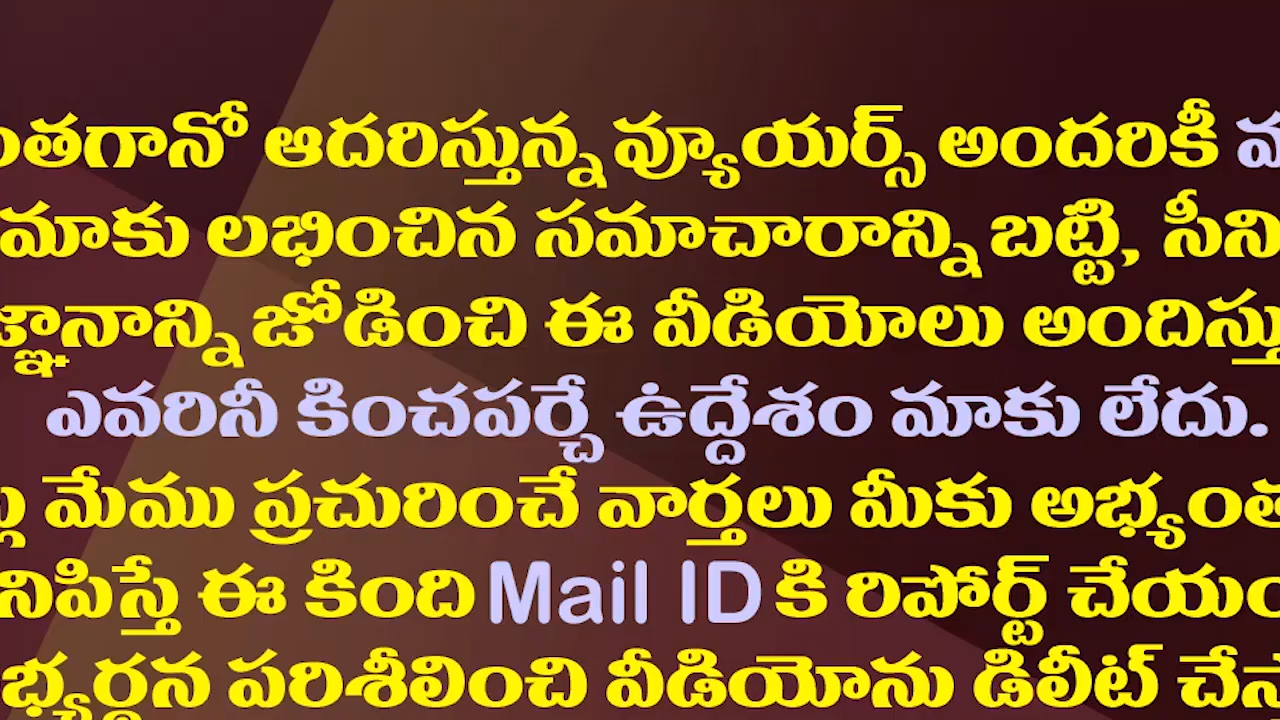 ంతగానో ఆదరిస్తున్న వ్యూయర్స్ అందరికీ
మాకు లభించిన సమాచారాన్ని బట్టి, సీని
జ్ఞానాన్ని జోడించి ఈ వీడియోలు అందిస్తు
ఎవరినీ కించపర్చే ఉద్దేశం మాకు లేదు.
మేము ప్రచురించే వార్తలు మీకు అభ్యంత
నిపిస్తే ఈ కింది Mail ID కి రిపోర్ట్ చేయం
భ్యర్థన పరిశీలించి వీడియోను డిలీట్ చేస